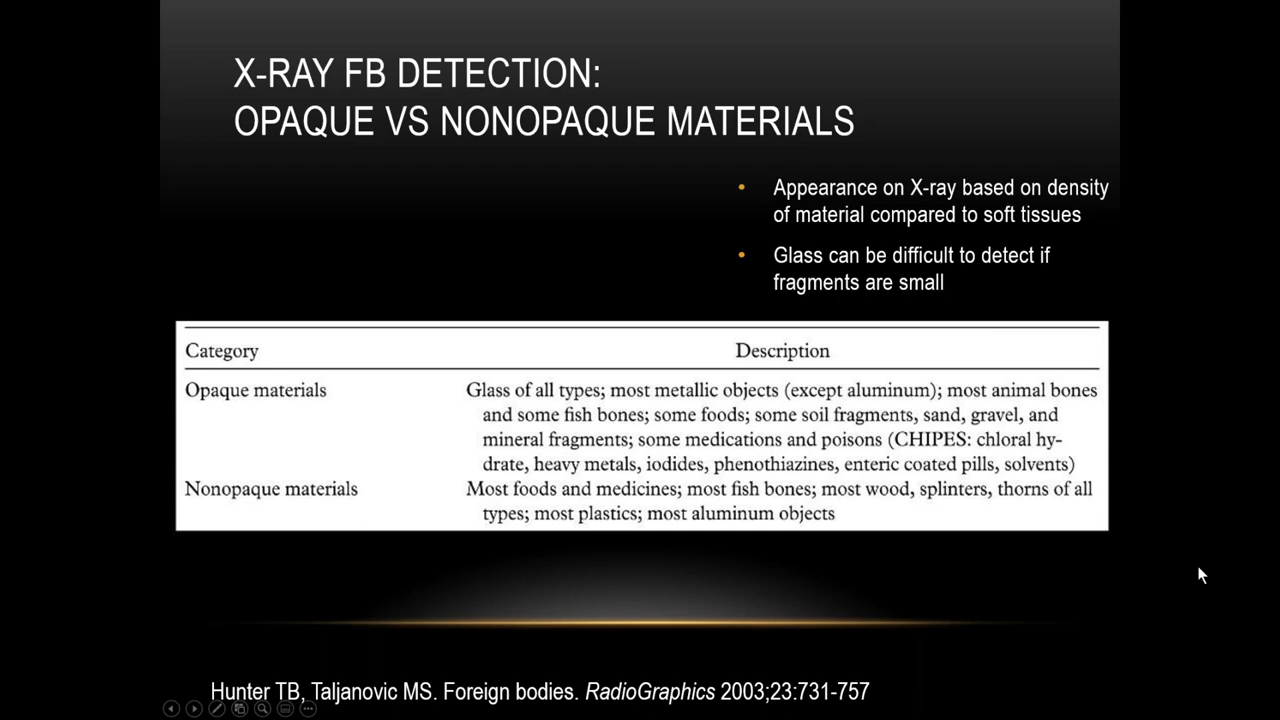 X-RAY FB DETECTION:
OPAQUE VS NONOPAQUE MATERIALS
• Appearance on X-ray based on density
of material compared to soft tissues
• Glass can be difficult to detect if
fragments are small
Category Description
Opaque materials Glass of all types; most metallic objects (except aluminum); most animal bones
and some fish bones; some foods; some soil fragments, sand, gravel, and
mineral fragments; some medications and poisons (CHIPES: chloral hy-
drate, heavy metals, iodides, phenothiazines, enteric coated pills, solvents)
Nonopaque materials Most foods and medicines; most fish bones; most wood, splinters, thorns of all
types; most plastics; most aluminum objects
Hunter TB, Taljanovic MS. Foreign bodies. RadioGraphics 2003;23:731-757